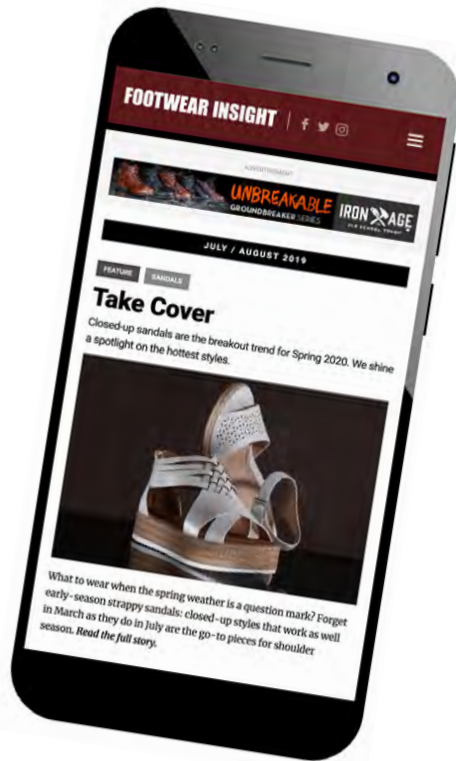 FOOTWEAR INSIGHT
ADVERTISEMENT
UNBREAKABLE
GROUNDBREAKER SERIES
IRON AGE
OLD SCHOOL TOUGH
JULY / AUGUST 2019
FEATURE SANDALS
Take Cover
Closed-up sandals are the breakout trend for Spring 2020. We shine
a spotlight on the hottest styles.
What to wear when the spring weather is a question mark? Forget
early-season strappy sandals: closed-up styles that work as well
in March as they do in July are the go-to pieces for shoulder
season. Read the full story.